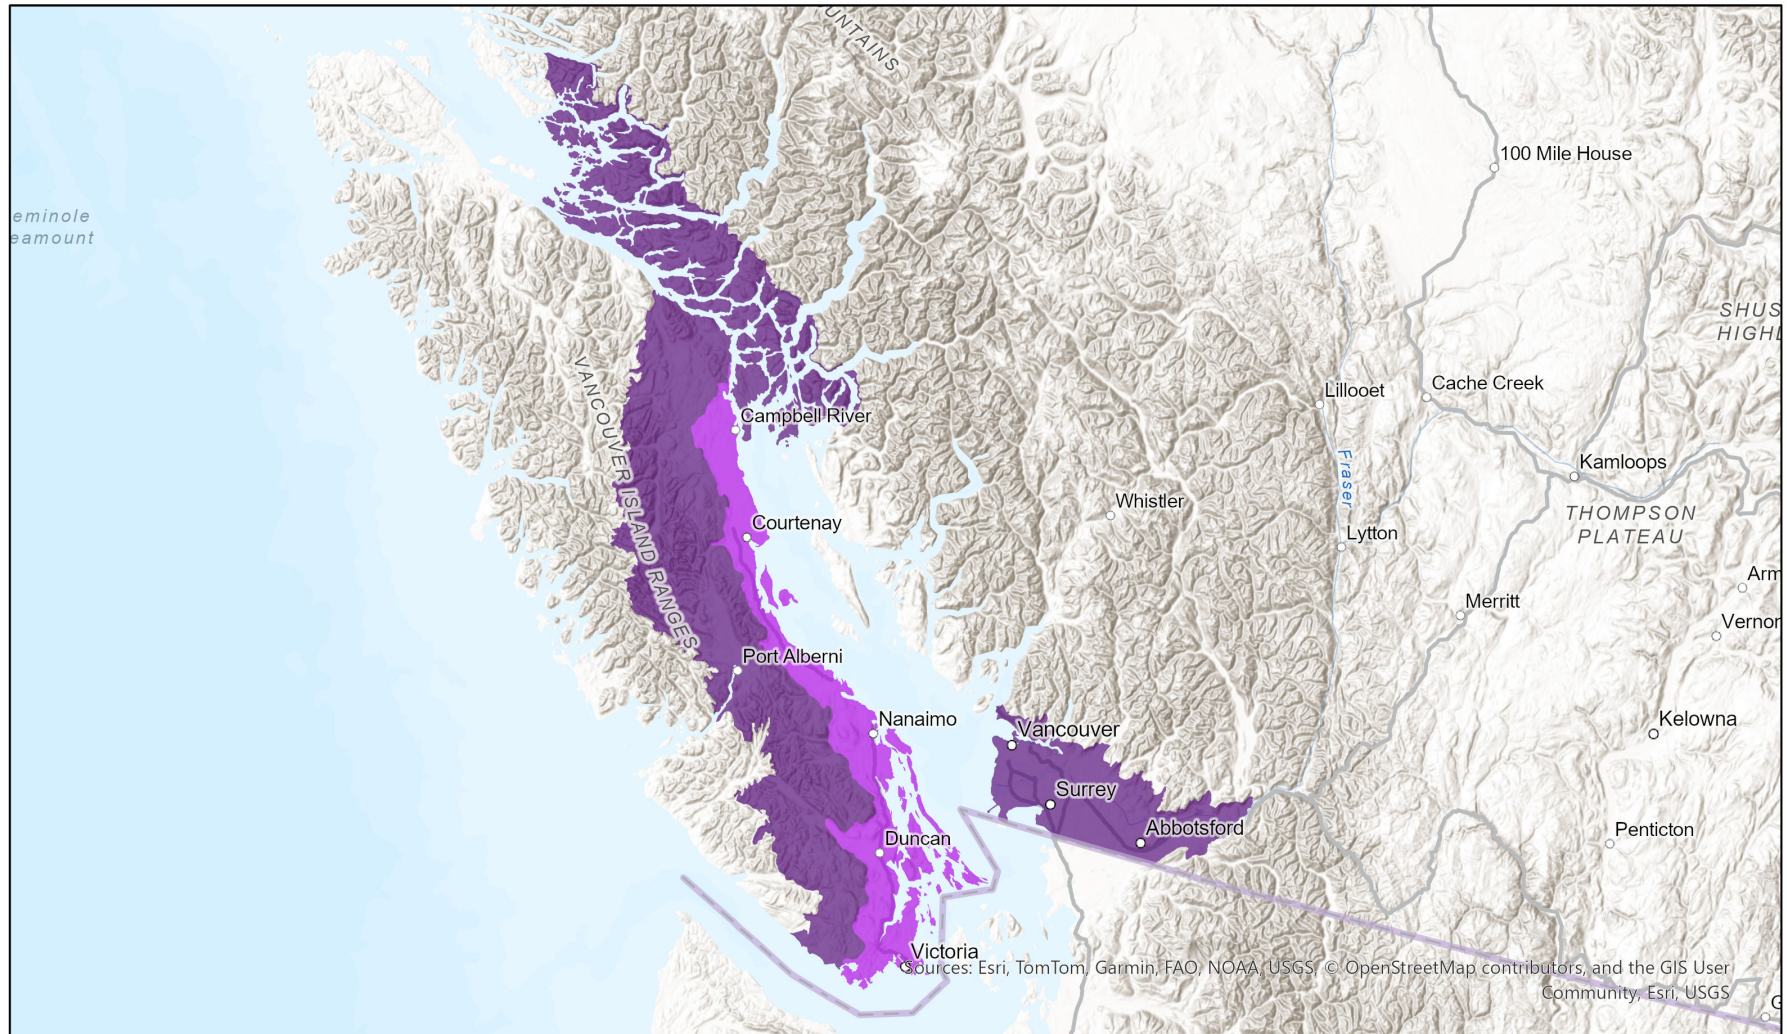 UNTAINS
100 Mile House
eminole
eamount
SHUS
HIGHL
VANCOUVER ISLAND RANGES
Lillooet
Cache Creek
Campbell River
Fraser
Kamloops
Whistler
THOMPSON
PLATEAU
Courtenay
Lytton
Arm
Merritt
Vernon
Port Alberni
Nanaimo
Kelowna
Vancouver
Surrey
Abbotsford
Penticton
Duncan
Victoria
Sources: Esri, TomTom, Garmin, FAO, NOAA, USGS, © OpenStreetMap contributors, and the GIS User
Community, Esri, USGS
G